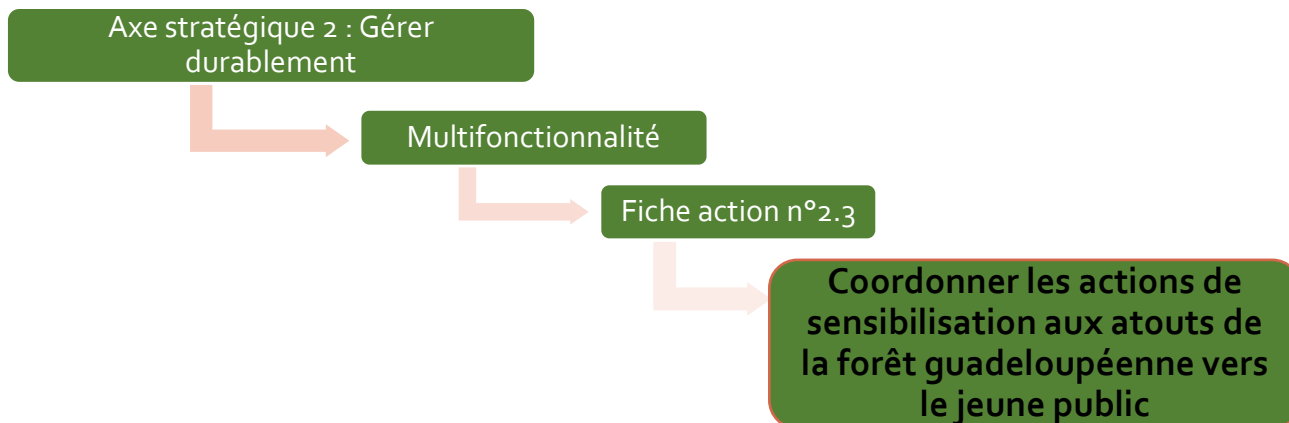 Axe stratégique 2 : Gérer
durablement
Multifonctionnalité
Fiche action n°2.3
Coordonner les actions de
sensibilisation aux atouts de
la forêt guadeloupéenne vers
le jeune public